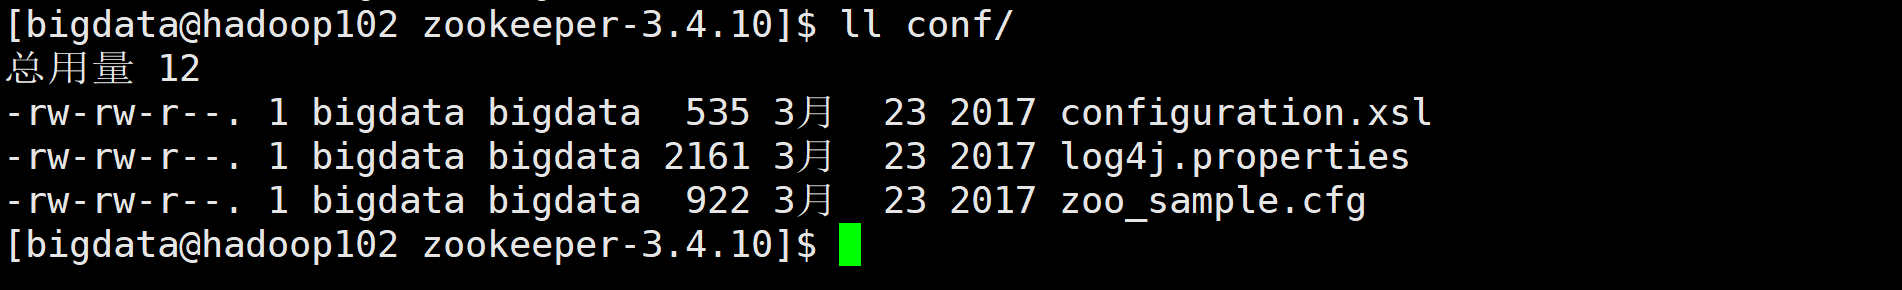 [bigdata@hadoop102 zookeeper-3.4.10]$ ll conf/
总用量 12
-rw-rw-r--. 1 bigdata bigdata  535 3月  23 2017 configuration.xsl
-rw-rw-r--. 1 bigdata bigdata 2161 3月  23 2017 log4j.properties
-rw-rw-r--. 1 bigdata bigdata  922 3月  23 2017 zoo_sample.cfg
[bigdata@hadoop102 zookeeper-3.4.10]$